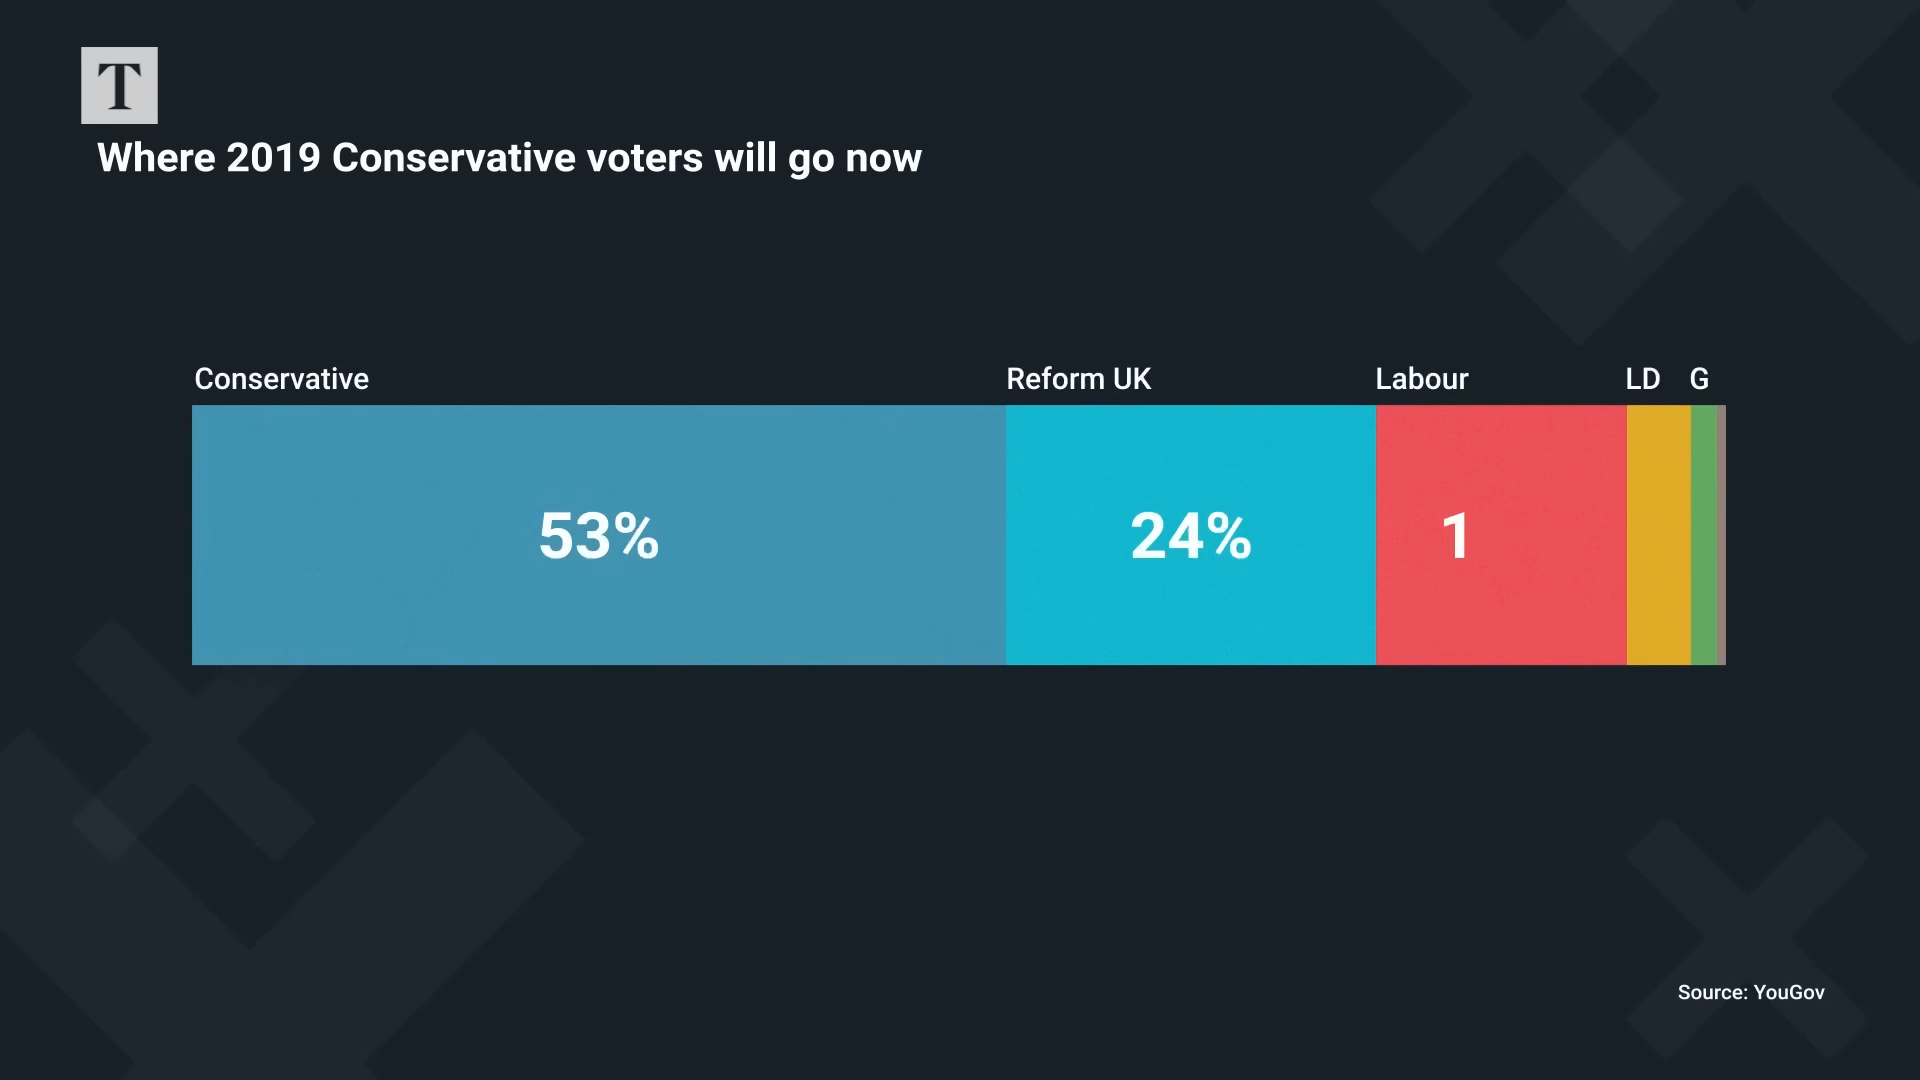 T
Where 2019 Conservative voters will go now
Conservative Reform UK Labour LD G
53% 24% 1
Source: YouGov